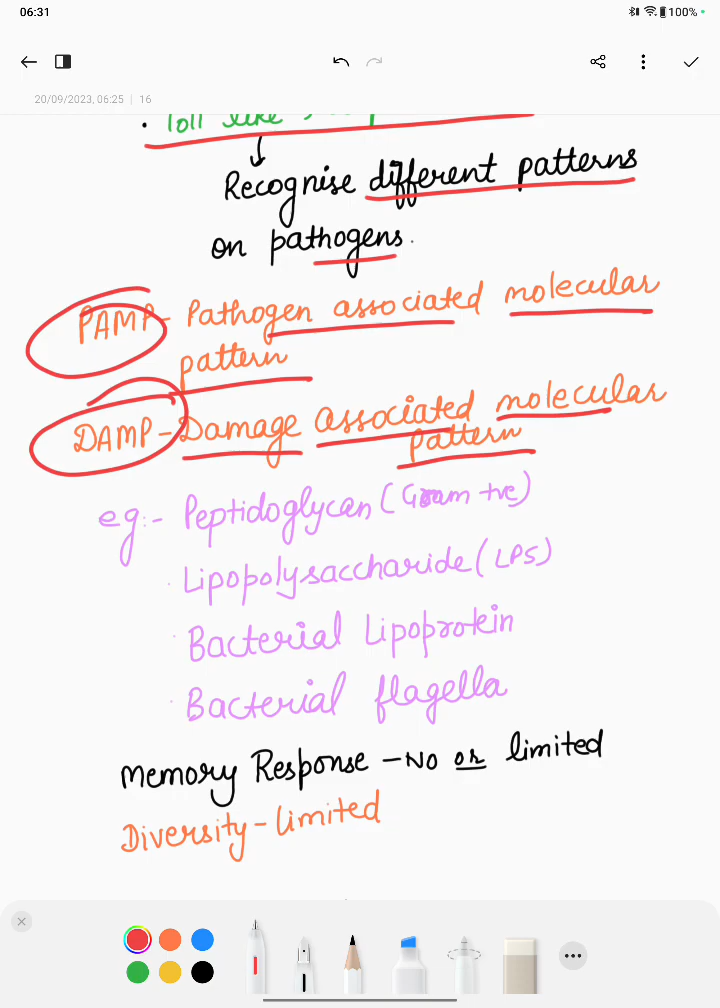 06:31
100%
20/09/2023, 06:25 | 16
• Toll like
Recognise different patterns
on pathogens.
PAMP - Pathogen associated molecular
pattern
DAMP - Damage associated molecular
pattern
eg:- Peptidoglycan (Gram +ve)
Lipopolysaccharide (LPS)
Bacterial Lipoprotein
Bacterial flagella
Memory Response - No or limited
Diversity - limited